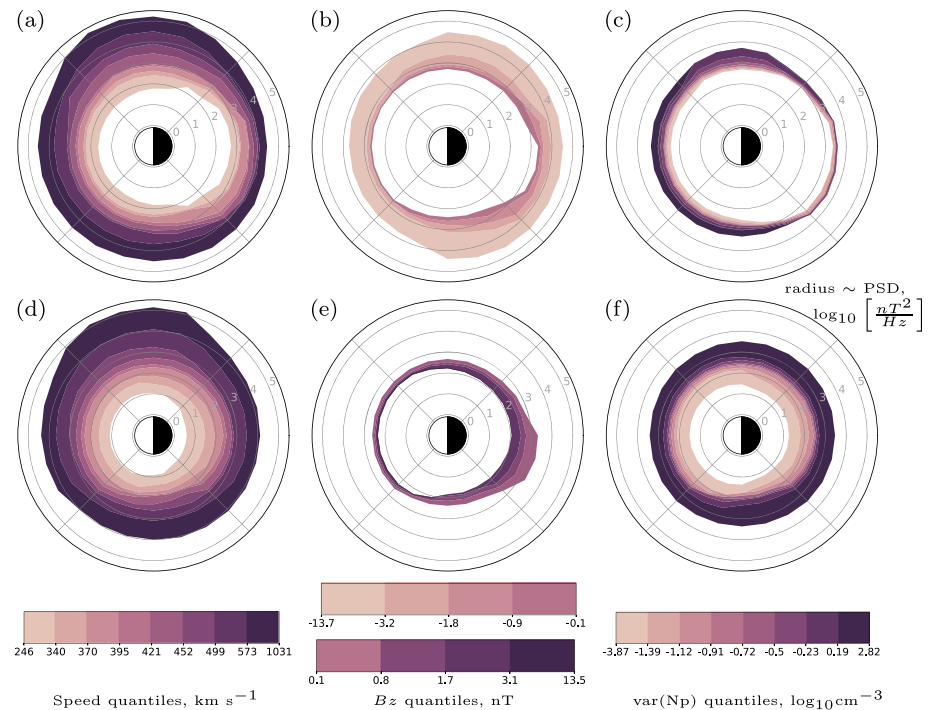 (a) (b) (c)
0 1 2 3 4 5
0 1 2 3 4 5
0 1 2 3 4 5
radius ~ PSD,
log10 [nT^2/Hz]
(d) (e) (f)
0 1 2 3 4 5
0 1 2 3 4 5
0 1 2 3 4 5
-13.7 -3.2 -1.8 -0.9 -0.1
246 340 370 395 421 452 499 573 1031
0.1 0.8 1.7 3.1 13.5
-3.87 -1.39 -1.12 -0.91 -0.72 -0.5 -0.23 0.19 2.82
Speed quantiles, km s^−1
Bz quantiles, nT
var(Np) quantiles, log10cm^−3